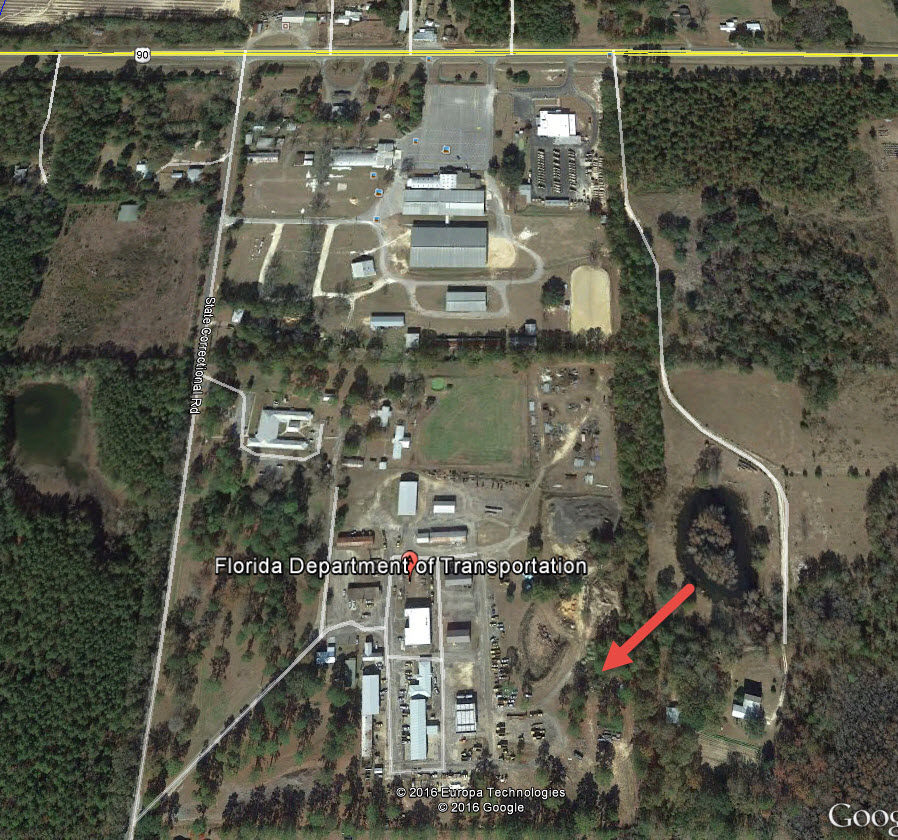 90
State Correctional Rd
Florida Department of Transportation
© 2016 Europa Technologies
© 2016 Google
Goog